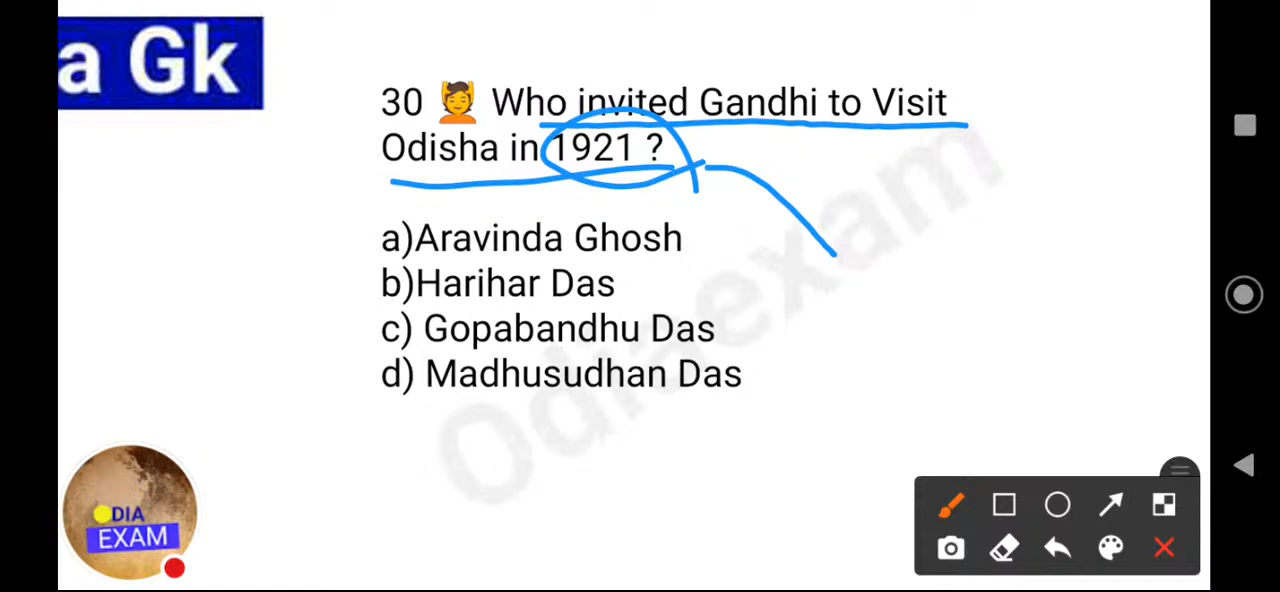 a Gk
30 💆 Who invited Gandhi to Visit
Odisha in 1921 ?
a)Aravinda Ghosh
b)Harihar Das
c) Gopabandhu Das
d) Madhusudhan Das
Odiaexam
DIA
EXAM